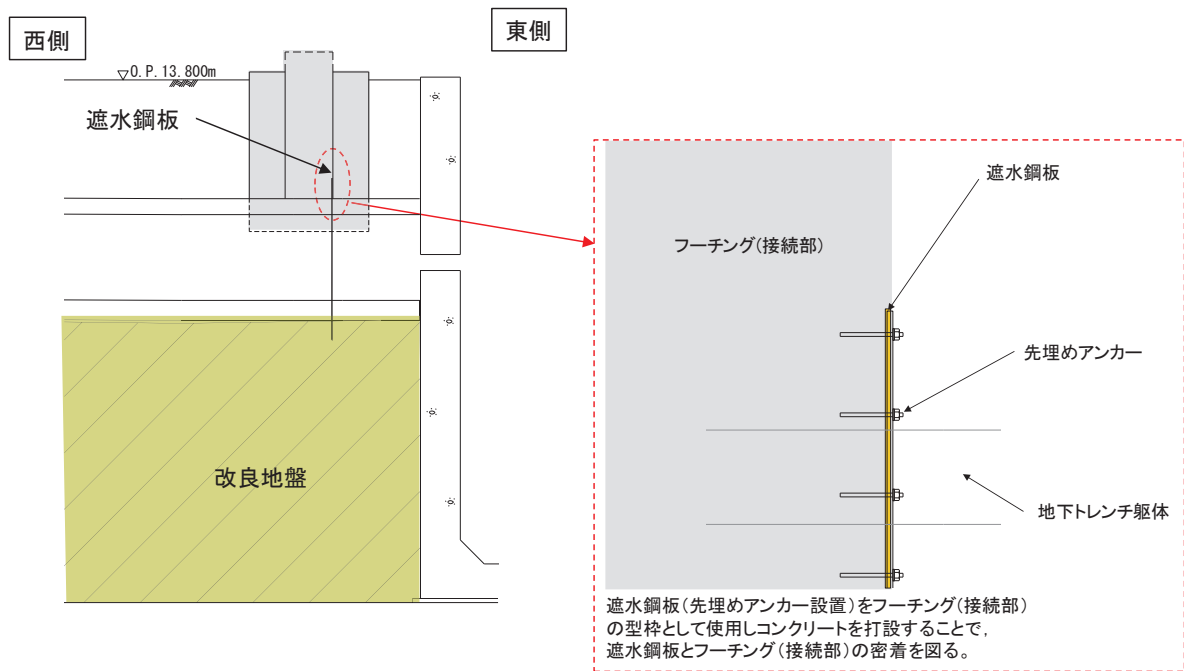 西側
東側
▽O.P.13.800m
遮水鋼板
改良地盤
遮水鋼板
フーチング(接続部)
先埋めアンカー
地下トレンチ躯体
遮水鋼板(先埋めアンカー設置)をフーチング(接続部)
の型枠として使用しコンクリートを打設することで,
遮水鋼板とフーチング(接続部)の密着を図る。